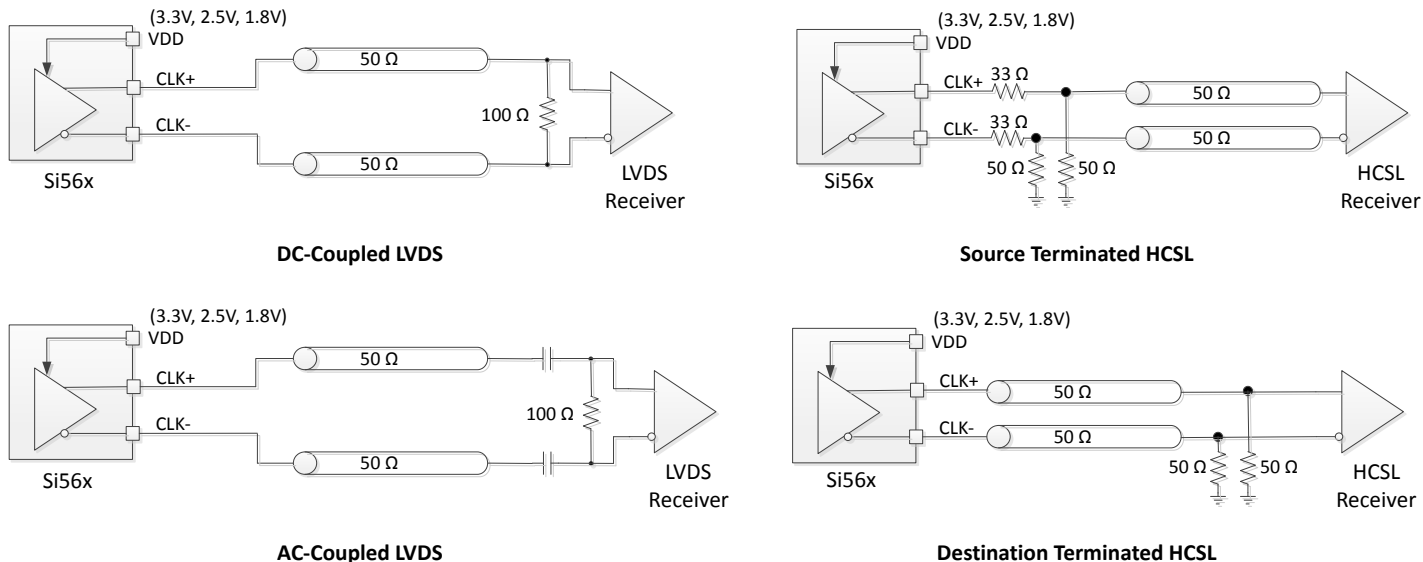 (3.3V, 2.5V, 1.8V)
VDD
CLK+
50 Ω
100 Ω
CLK-
50 Ω
Si56x
LVDS
Receiver
DC-Coupled LVDS
(3.3V, 2.5V, 1.8V)
VDD
CLK+
33 Ω
50 Ω
CLK-
33 Ω
50 Ω
50 Ω
50 Ω
Si56x
HCSL
Receiver
Source Terminated HCSL
(3.3V, 2.5V, 1.8V)
VDD
CLK+
50 Ω
100 Ω
CLK-
50 Ω
Si56x
LVDS
Receiver
AC-Coupled LVDS
(3.3V, 2.5V, 1.8V)
VDD
CLK+
50 Ω
CLK-
50 Ω
50 Ω
50 Ω
Si56x
HCSL
Receiver
Destination Terminated HCSL